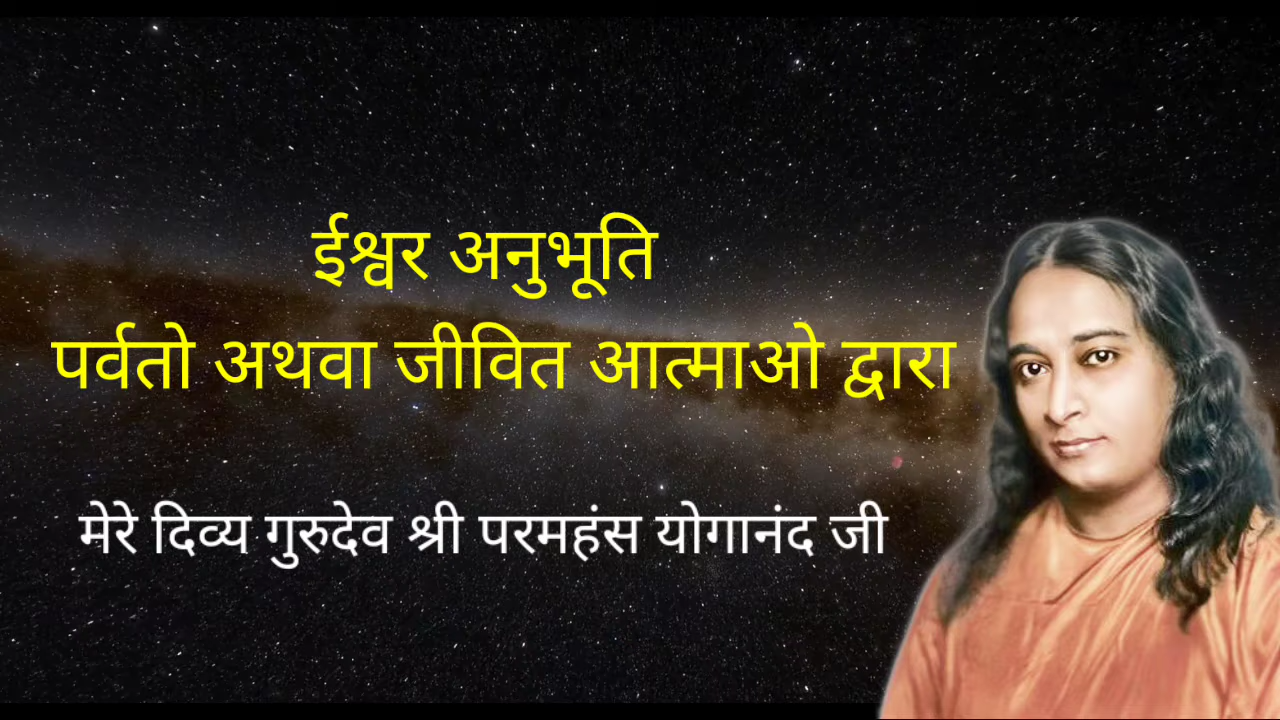 ईश्वर अनुभूति
पर्वतो अथवा जीवित आत्माओ द्वारा
मेरे दिव्य गुरुदेव श्री परमहंस योगानंद जी